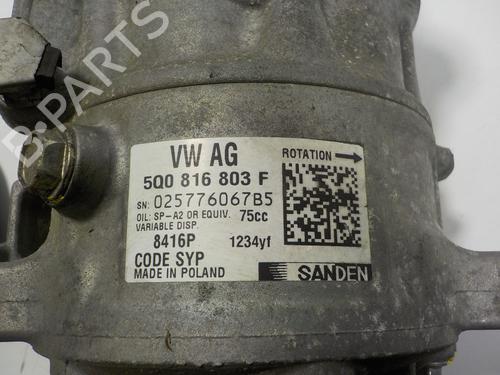 B-PARTS
VW AG
ROTATION
5Q0 816 803 F
SN: 025776067B5
OIL: SP-A2 OR EQUIV. 75cc
VARIABLE DISP.
8416P 1234yf
CODE SYP
MADE IN POLAND
SANDEN